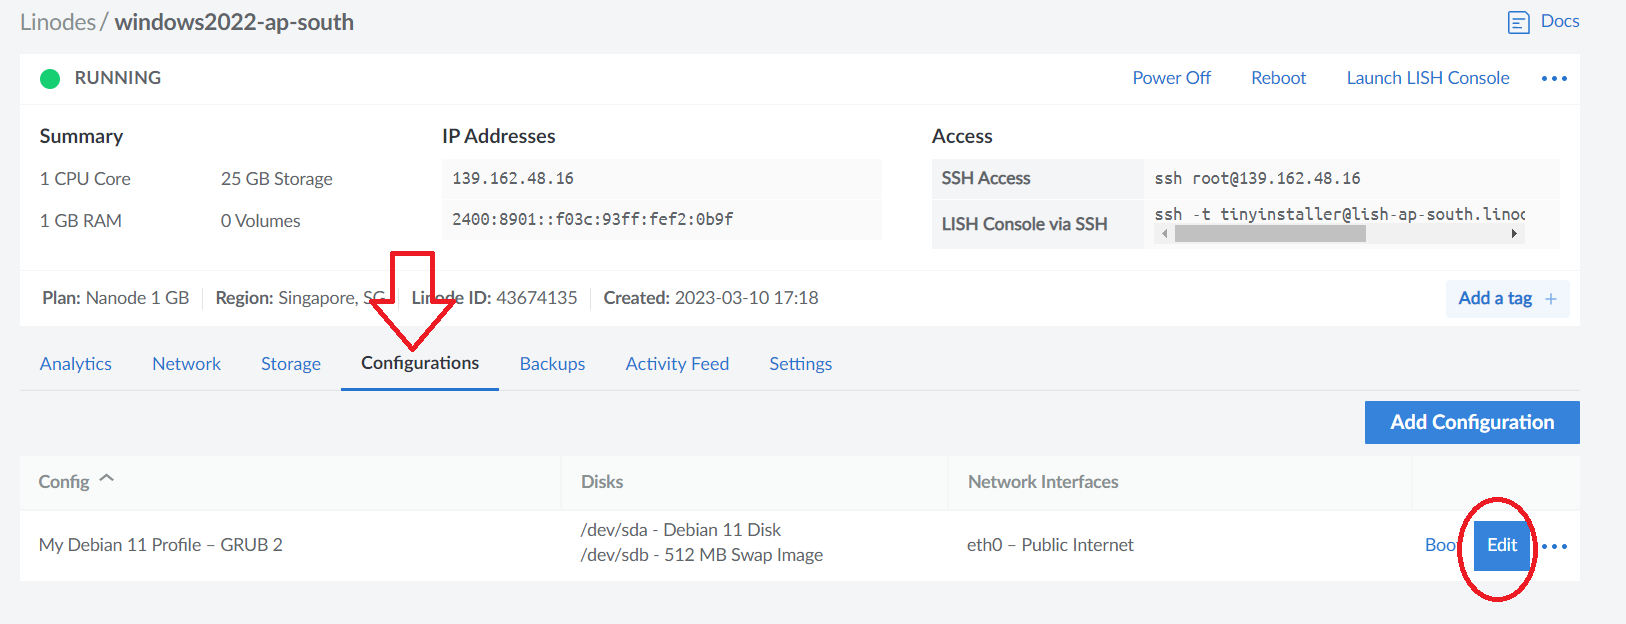 Linodes / windows2022-ap-south
Docs
RUNNING
Power Off
Reboot
Launch LISH Console
Summary
IP Addresses
Access
1 CPU Core
25 GB Storage
139.162.48.16
SSH Access
ssh root@139.162.48.16
1 GB RAM
0 Volumes
2400:8901::f03c:93ff:fef2:0b9f
LISH Console via SSH
ssh -t tinyinstaller@lish-ap-south.linoc
Plan: Nanode 1 GB
Region: Singapore, SG
Linode ID: 43674135
Created: 2023-03-10 17:18
Add a tag +
Analytics
Network
Storage
Configurations
Backups
Activity Feed
Settings
Add Configuration
Config
Disks
Network Interfaces
My Debian 11 Profile – GRUB 2
/dev/sda - Debian 11 Disk
/dev/sdb - 512 MB Swap Image
eth0 – Public Internet
Boo
Edit